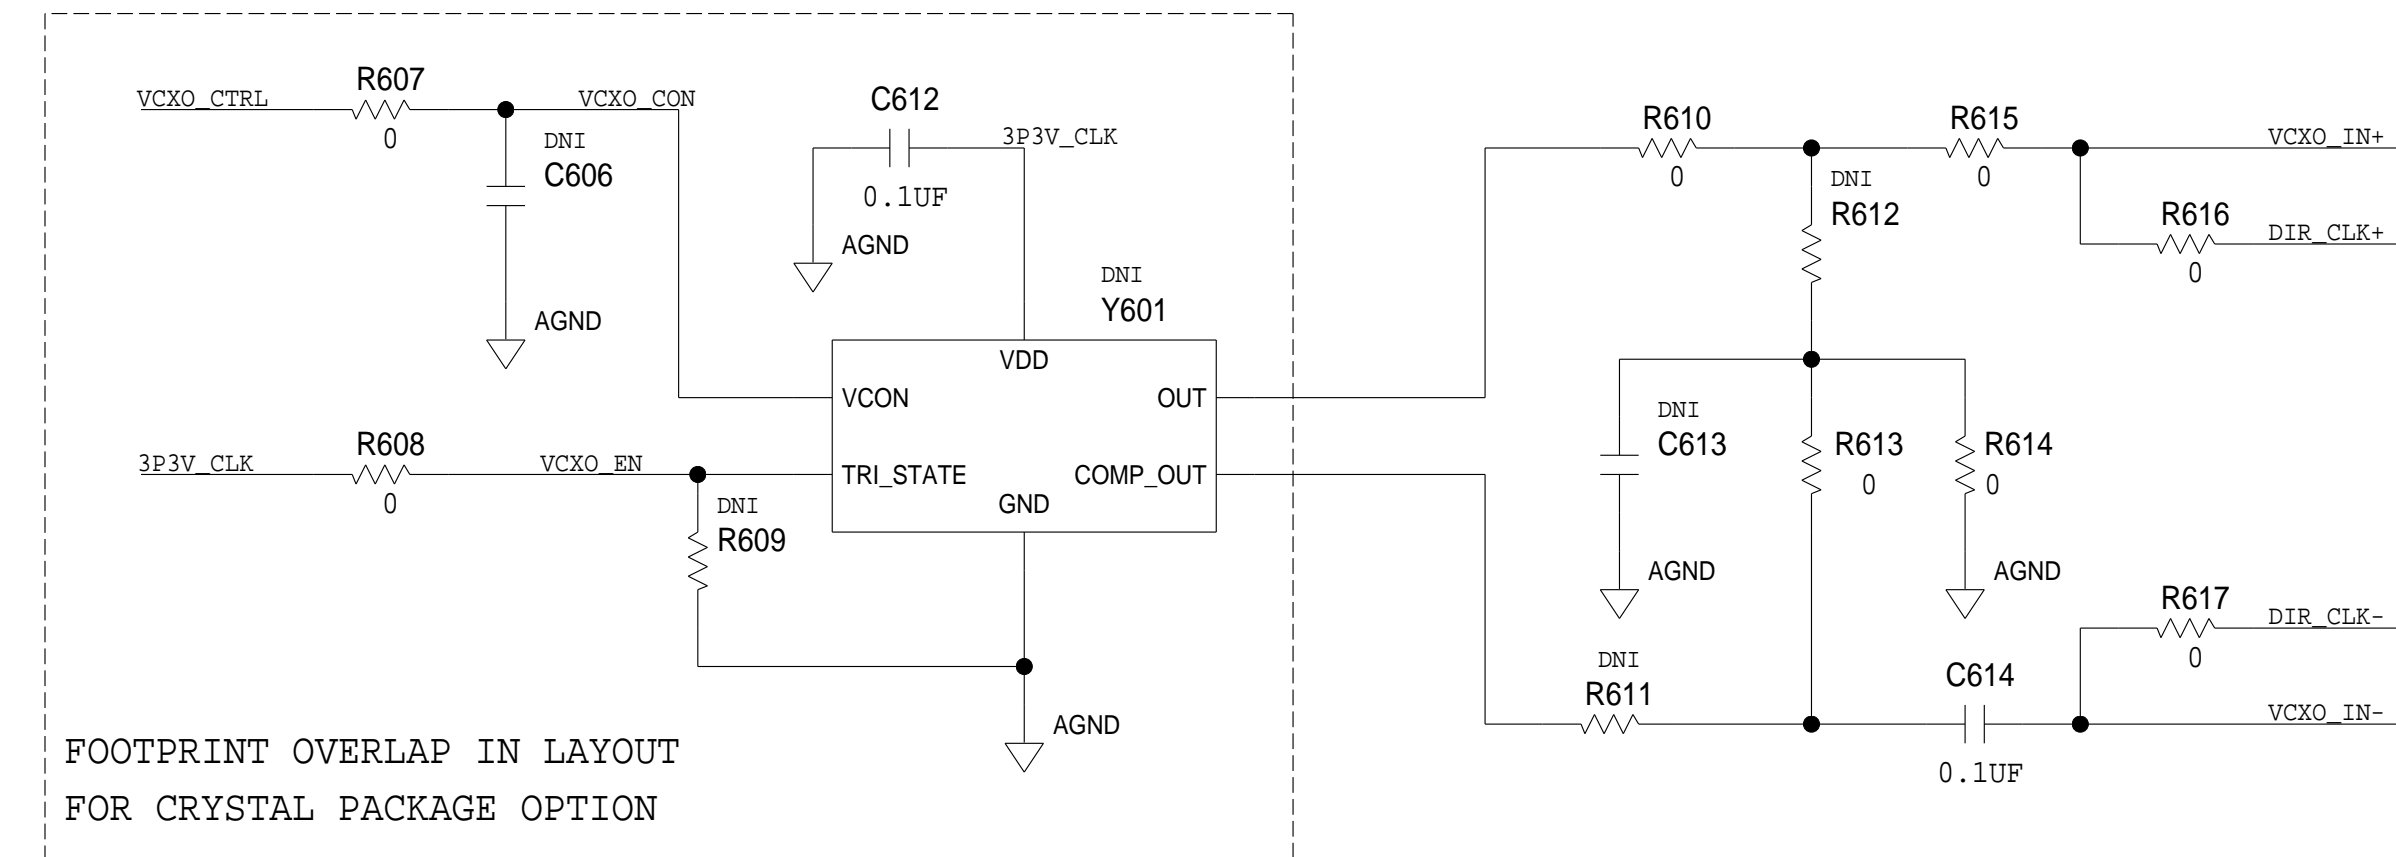 R607
VCXO_CTRL
VCXO_CON
0
DNI
C606
AGND
C612
3P3V_CLK
0.1UF
AGND
DNI
Y601
VDD
VCON
OUT
TRI_STATE
COMP_OUT
GND
R608
3P3V_CLK
VCXO_EN
0
DNI
R609
AGND
FOOTPRINT OVERLAP IN LAYOUT
FOR CRYSTAL PACKAGE OPTION
R610
0
R615
0
VCXO_IN+
DNI
R612
R616
DIR_CLK+
0
DNI
C613
R613
0
R614
0
AGND
AGND
R617
DIR_CLK-
0
DNI
R611
C614
VCXO_IN-
0.1UF